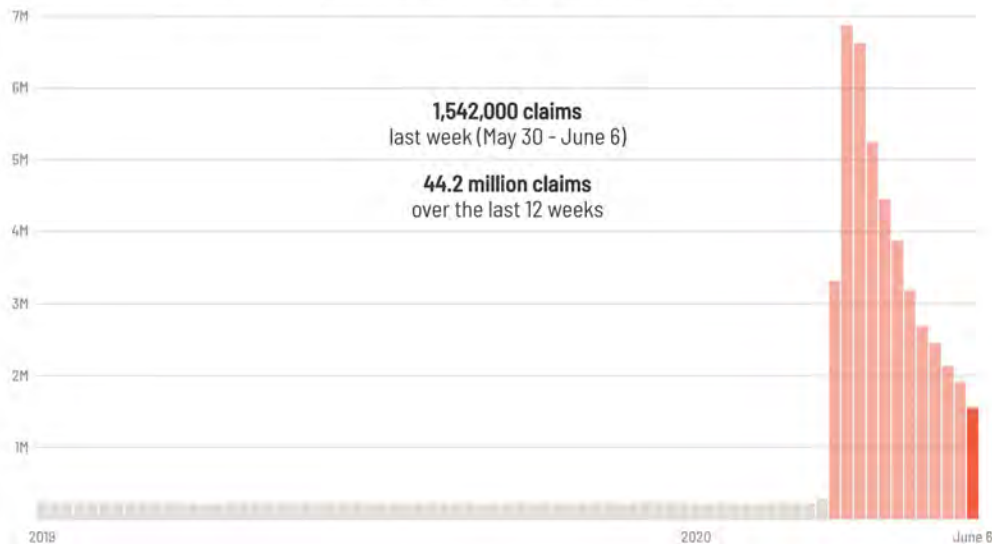 7M
6M
1,542,000 claims
last week (May 30 - June 6)
5M
44.2 million claims
over the last 12 weeks
4M
3M
2M
1M
2019
2020
June 6